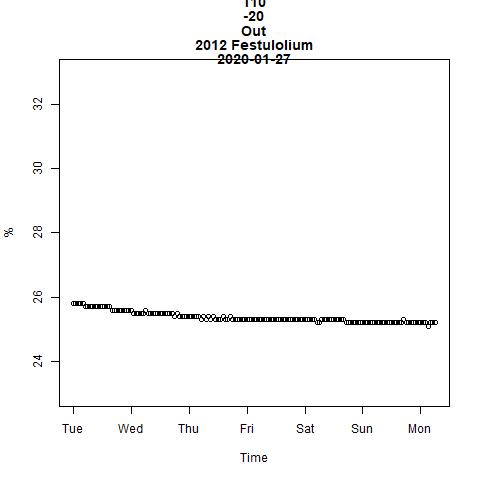 110
-20
Out
2012 Festulolium
2020-01-27
32
30
28
26
24
%
Tue Wed Thu Fri Sat Sun Mon
Time